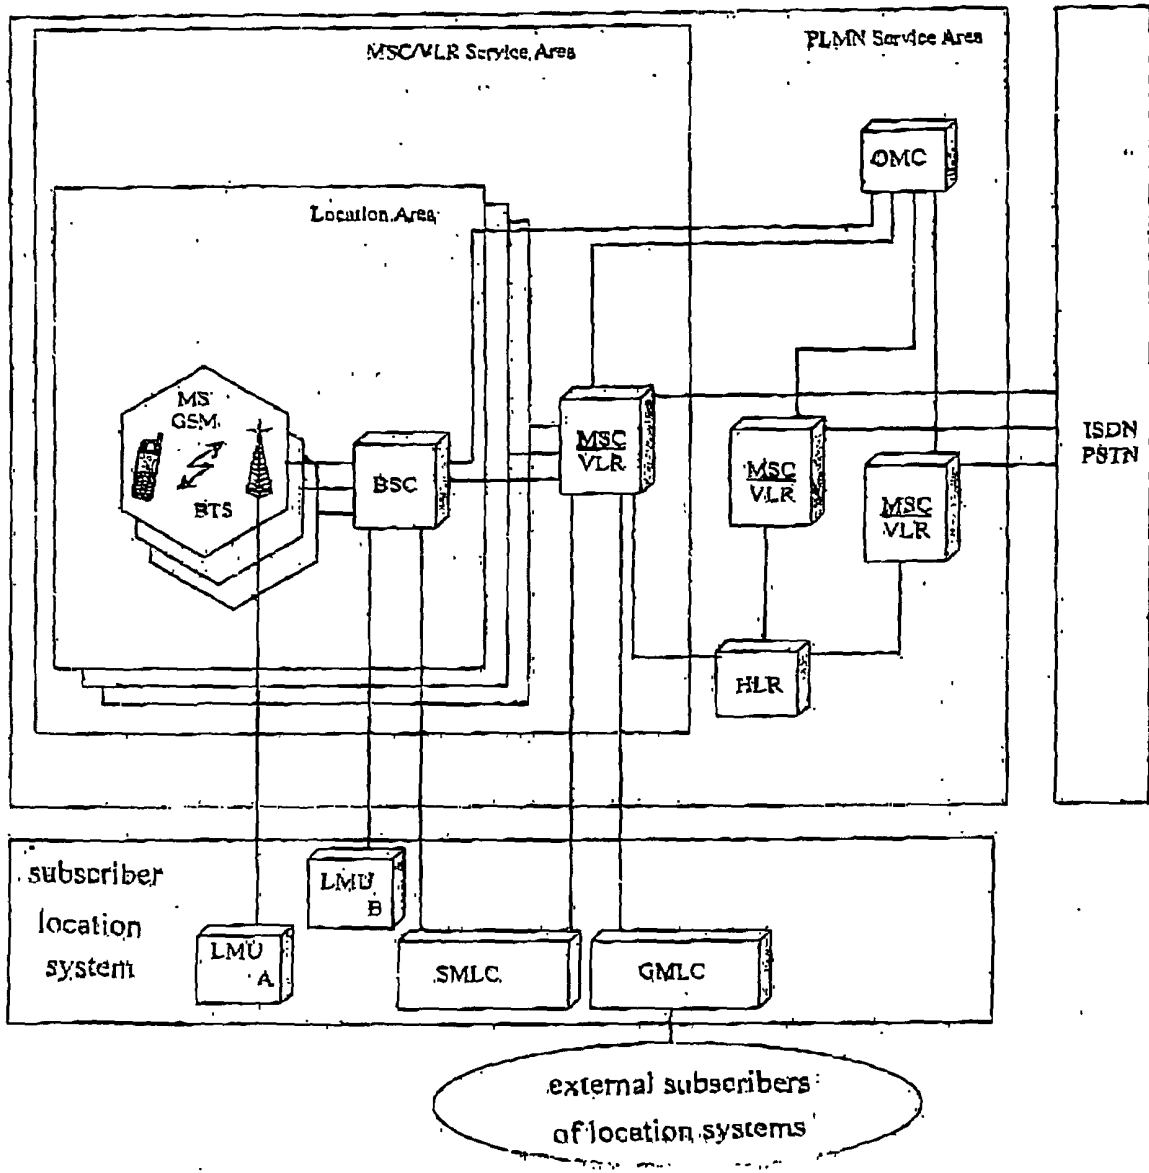 MSC/VLR Service Area
PLMN Service Area
OMC
Location Area
MS
GSM
BTS
BSC
MSC
VLR
MSC
VLR
MSC
VLR
ISDN
PSTN
HLR
subscriber
location
system
LMU
A
LMU
B
SMLC
GMLC
external subscribers
of location systems